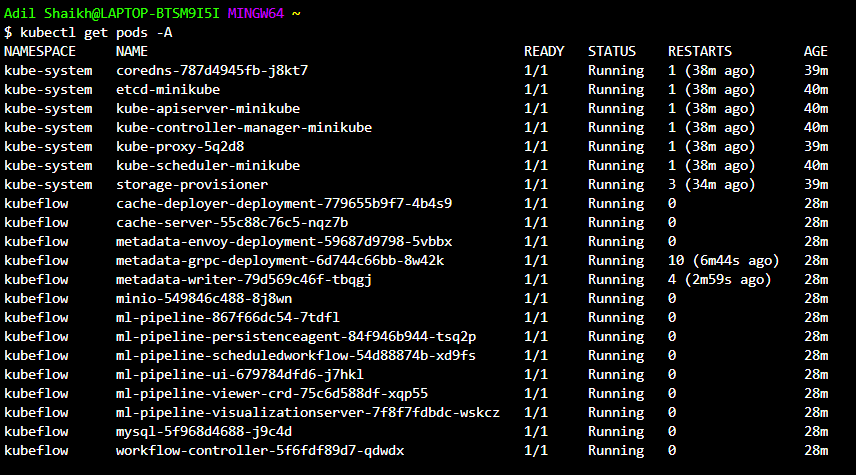 Adil Shaikh@LAPTOP-BTSM9I5I MINGW64 ~
$ kubectl get pods -A
NAMESPACE NAME READY STATUS RESTARTS AGE
kube-system coredns-787d4945fb-j8kt7 1/1 Running 1 (38m ago) 39m
kube-system etcd-minikube 1/1 Running 1 (38m ago) 40m
kube-system kube-apiserver-minikube 1/1 Running 1 (38m ago) 40m
kube-system kube-controller-manager-minikube 1/1 Running 1 (38m ago) 40m
kube-system kube-proxy-5q2d8 1/1 Running 1 (38m ago) 39m
kube-system kube-scheduler-minikube 1/1 Running 1 (38m ago) 40m
kube-system storage-provisioner 1/1 Running 3 (34m ago) 39m
kubeflow cache-deployer-deployment-779655b9f7-4b4s9 1/1 Running 0 28m
kubeflow cache-server-55c88c76c5-nqz7b 1/1 Running 0 28m
kubeflow metadata-envoy-deployment-59687d9798-5vbbx 1/1 Running 0 28m
kubeflow metadata-grpc-deployment-6d744c66bb-8w42k 1/1 Running 10 (6m44s ago) 28m
kubeflow metadata-writer-79d569c46f-tbqgj 1/1 Running 4 (2m59s ago) 28m
kubeflow minio-549846c488-8j8wn 1/1 Running 0 28m
kubeflow ml-pipeline-867f66dc54-7tdfl 1/1 Running 0 28m
kubeflow ml-pipeline-persistenceagent-84f946b944-tsq2p 1/1 Running 0 28m
kubeflow ml-pipeline-scheduledworkflow-54d88874b-xd9fs 1/1 Running 0 28m
kubeflow ml-pipeline-ui-679784dfd6-j7hkl 1/1 Running 0 28m
kubeflow ml-pipeline-viewer-crd-75c6d588df-xqp55 1/1 Running 0 28m
kubeflow ml-pipeline-visualizationserver-7f8f7fdbdc-wskcz 1/1 Running 0 28m
kubeflow mysql-5f968d4688-j9c4d 1/1 Running 0 28m
kubeflow workflow-controller-5f6fdf89d7-qdwdx 1/1 Running 0 28m